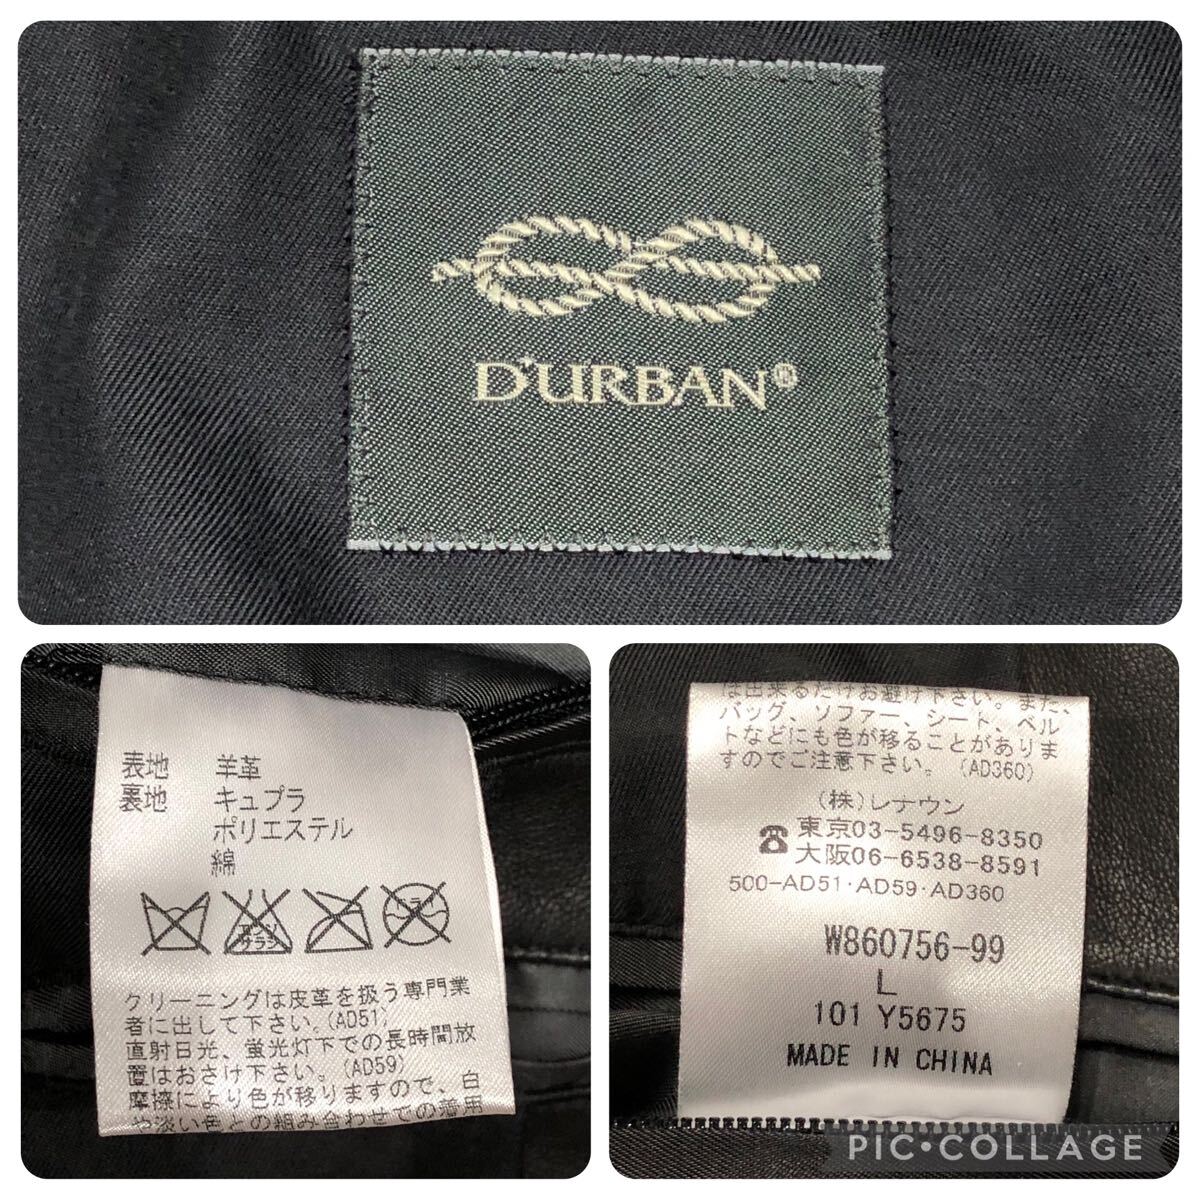 D'URBAN®
表地 羊革
裏地 キュプラ
ポリエステル
綿
エンソ
サラシ
ドライ
クリーニングは皮革を扱う専門業
者に出して下さい。(AD51)
直射日光、蛍光灯下での長時間放
置はおさけ下さい。(AD59)
摩擦により色が移りますので、白
や淡い色との組み合わせでの着用
は出来るだけお避け下さい。また、
バッグ、ソファー、シート、ベル
トなどにも色が移ることがありま
すのでご注意下さい。(AD360)
(株)レナウン
☎東京03-5496-8350
大阪06-6538-8591
500-AD51・AD59・AD360
W860756-99
L
101 Y5675
MADE IN CHINA
PIC•COLLAGE